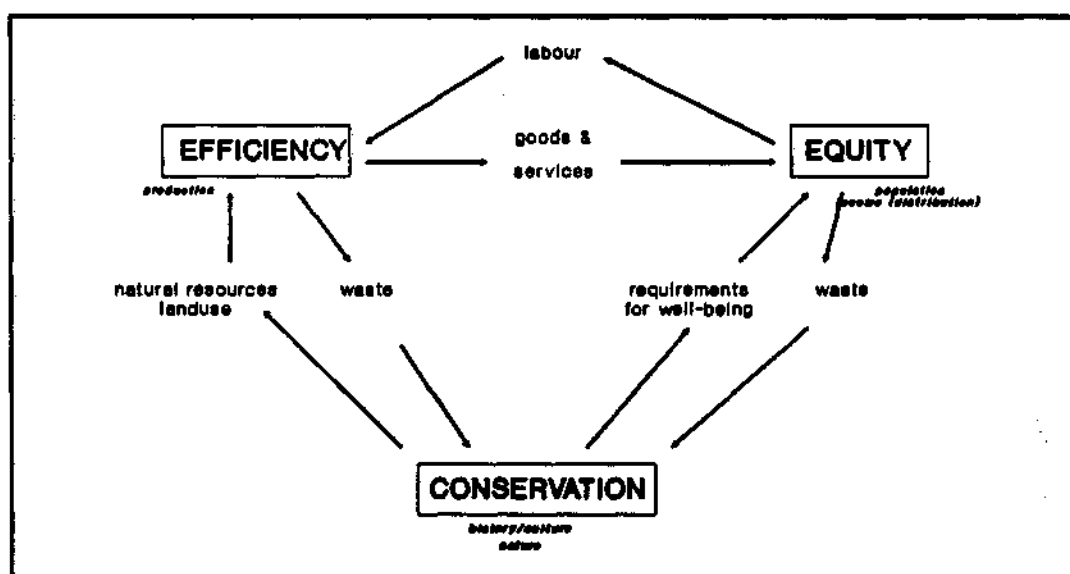 labour
EFFICIENCY
goods &
services
EQUITY
production
population
(distribution)
natural resources
landuse
waste
requirements
for well-being
waste
CONSERVATION
history/culture
nature